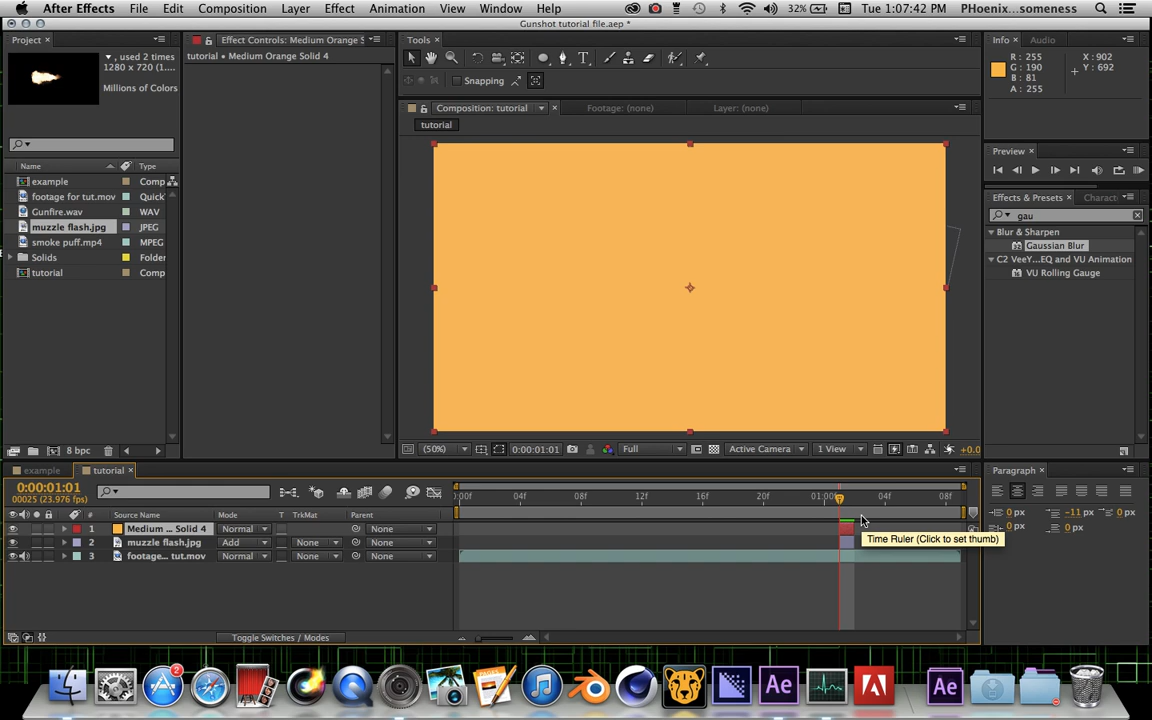 After Effects File Edit Composition Layer Effect Animation View Window Help 32% Tue 1:07:42 PM PHoenix...someness
Gunshot tutorial file.aep *
Project × Effect Controls: Medium Orange S Tools × Info × Audio
▾ , used 2 times
1280 x 720 (1....
Millions of Colors
tutorial • Medium Orange Solid 4
Snapping
R: 255
G: 190
B: 81
A: 255
X: 902
Y: 692
Composition: tutorial × Footage: (none) Layer: (none)
tutorial
Preview ×
Name Type
example Comp
footage for tut.mov Quick
Gunfire.wav WAV
muzzle flash.jpg JPEG
smoke puff.mp4 MPEG
Solids Folder
tutorial Comp
Effects & Presets × Charact
gau
Blur & Sharpen
Gaussian Blur
C2 VeeY...EQ and VU Animation
VU Rolling Gauge
8 bpc
(50%) 0:00:01:01 Full Active Camera 1 View +0.0
example tutorial ×
0:00:01:01
00025 (23.976 fps)
:00f 04f 08f 12f 16f 20f 01:00f 04f 08f
# Source Name Mode T TrkMat Parent
1 Medium ... Solid 4 Normal None
2 muzzle flash.jpg Add None None
3 footage... tut.mov Normal None None
Time Ruler (Click to set thumb)
Toggle Switches / Modes
Paragraph ×
0 px -11 px 0 px
0 px 0 px
2
Ae
Ae